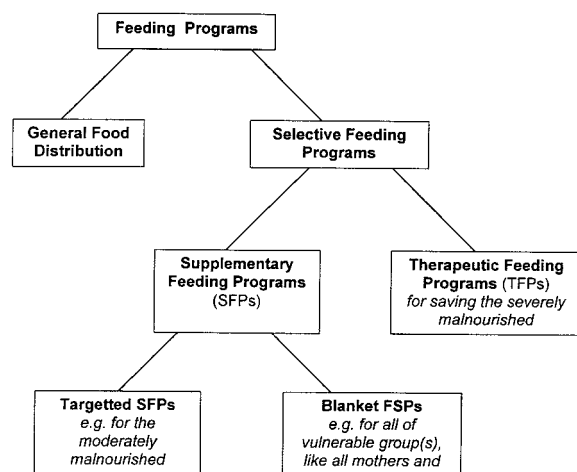 Feeding Programs
General Food
Distribution
Selective Feeding
Programs
Supplementary
Feeding Programs
(SFPs)
Therapeutic Feeding
Programs (TFPs)
for saving the severely
malnourished
Targetted SFPs
e.g. for the
moderately
malnourished
Blanket FSPs
e.g. for all of
vulnerable group(s),
like all mothers and